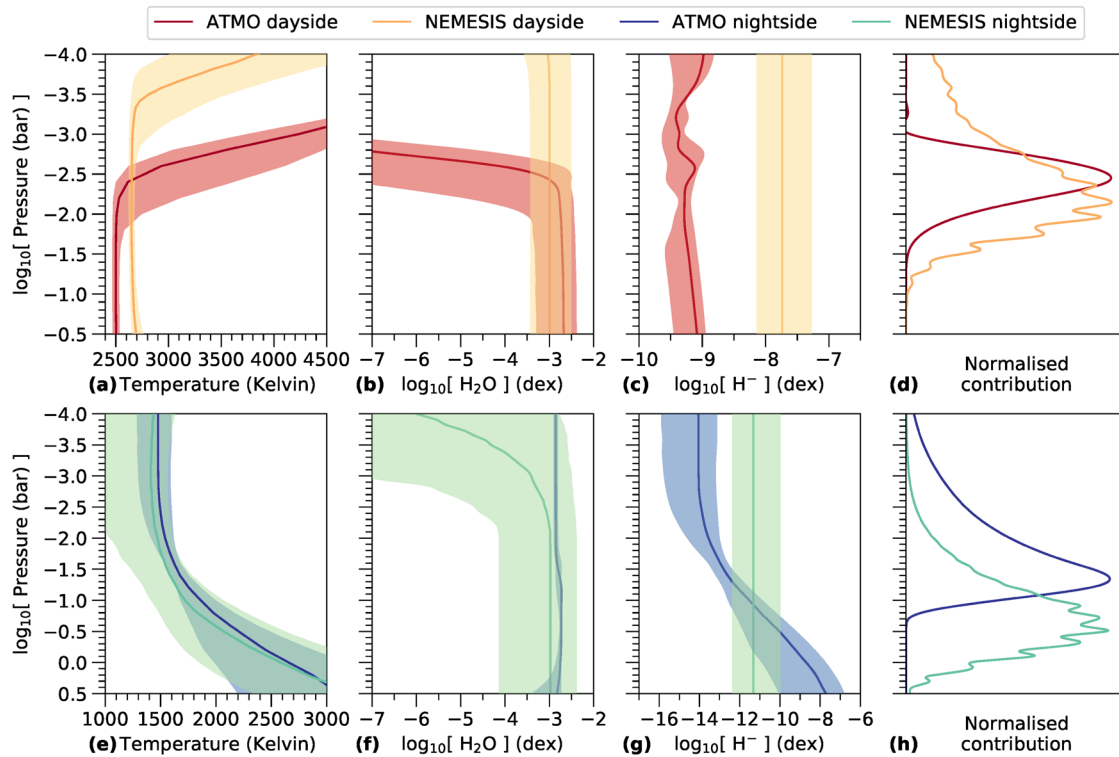 ATMO dayside NEMESIS dayside ATMO nightside NEMESIS nightside
log₁₀[ Pressure (bar) ]
−4.0
−3.5
−3.0
−2.5
−2.0
−1.5
−1.0
−0.5
2500 3000 3500 4000 4500
−7 −6 −5 −4 −3 −2
−10 −9 −8 −7
(a) Temperature (Kelvin)
(b) log₁₀[ H₂O ] (dex)
(c) log₁₀[ H⁻ ] (dex)
(d) Normalised
contribution
log₁₀[ Pressure (bar) ]
−4.0
−3.5
−3.0
−2.5
−2.0
−1.5
−1.0
−0.5
0.0
0.5
1000 1500 2000 2500 3000
−7 −6 −5 −4 −3 −2
−16 −14 −12 −10 −8 −6
(e) Temperature (Kelvin)
(f) log₁₀[ H₂O ] (dex)
(g) log₁₀[ H⁻ ] (dex)
(h) Normalised
contribution